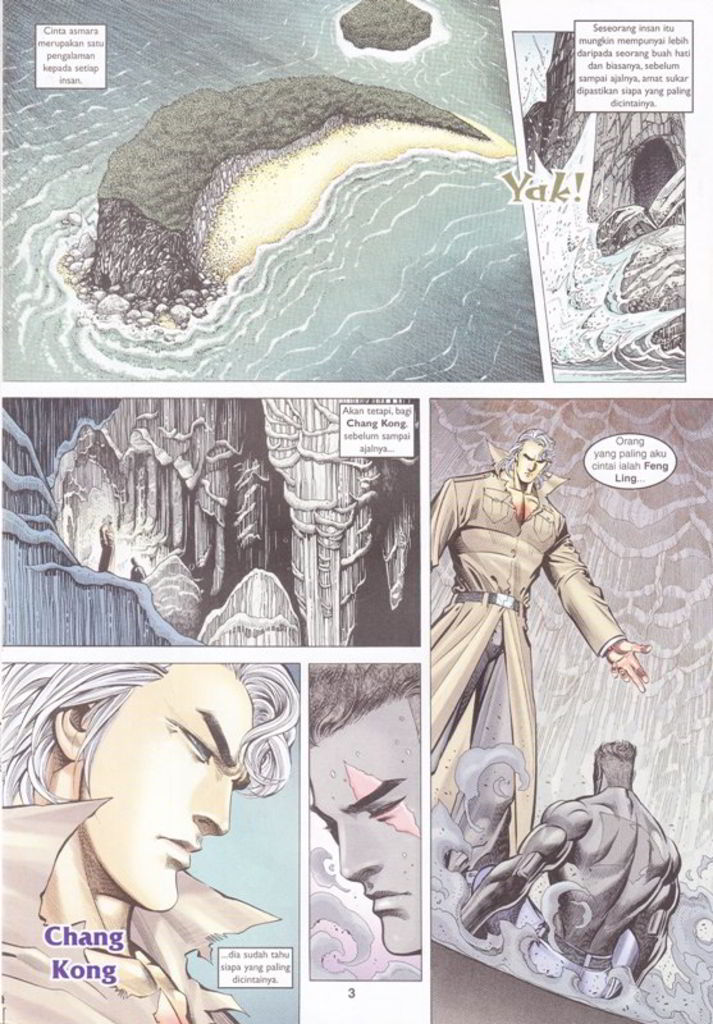 Cinta asmara
merupakan satu
pengalaman
kepada setiap
insan.
Seseorang insan itu
mungkin mempunyai lebih
daripada seorang buah hati
dan biasanya, sebelum
sampai ajalnya, amat sukar
dipastikan siapa yang paling
dicintainya.
Yak!
Akan tetapi, bagi
Chang Kong,
sebelum sampai
ajalnya...
Orang
yang paling aku
cintai ialah Feng
Ling...
Chang
Kong
...dia sudah tahu
siapa yang paling
dicintainya.
3